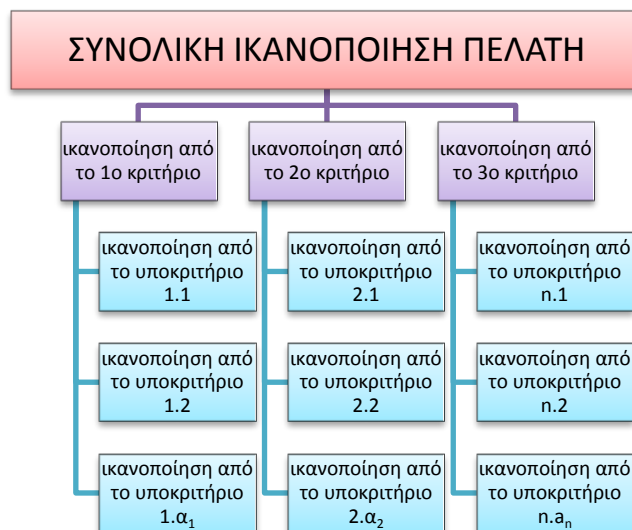 ΣΥΝΟΛΙΚΗ ΙΚΑΝΟΠΟΙΗΣΗ ΠΕΛΑΤΗ
ικανοποίηση από
το 1ο κριτήριο
ικανοποίηση από
το υποκριτήριο
1.1
ικανοποίηση από
το υποκριτήριο
1.2
ικανοποίηση από
το υποκριτήριο
1.α₁
ικανοποίηση από
το 2ο κριτήριο
ικανοποίηση από
το υποκριτήριο
2.1
ικανοποίηση από
το υποκριτήριο
2.2
ικανοποίηση από
το υποκριτήριο
2.α₂
ικανοποίηση από
το 3ο κριτήριο
ικανοποίηση από
το υποκριτήριο
n.1
ικανοποίηση από
το υποκριτήριο
n.2
ικανοποίηση από
το υποκριτήριο
n.aₙ